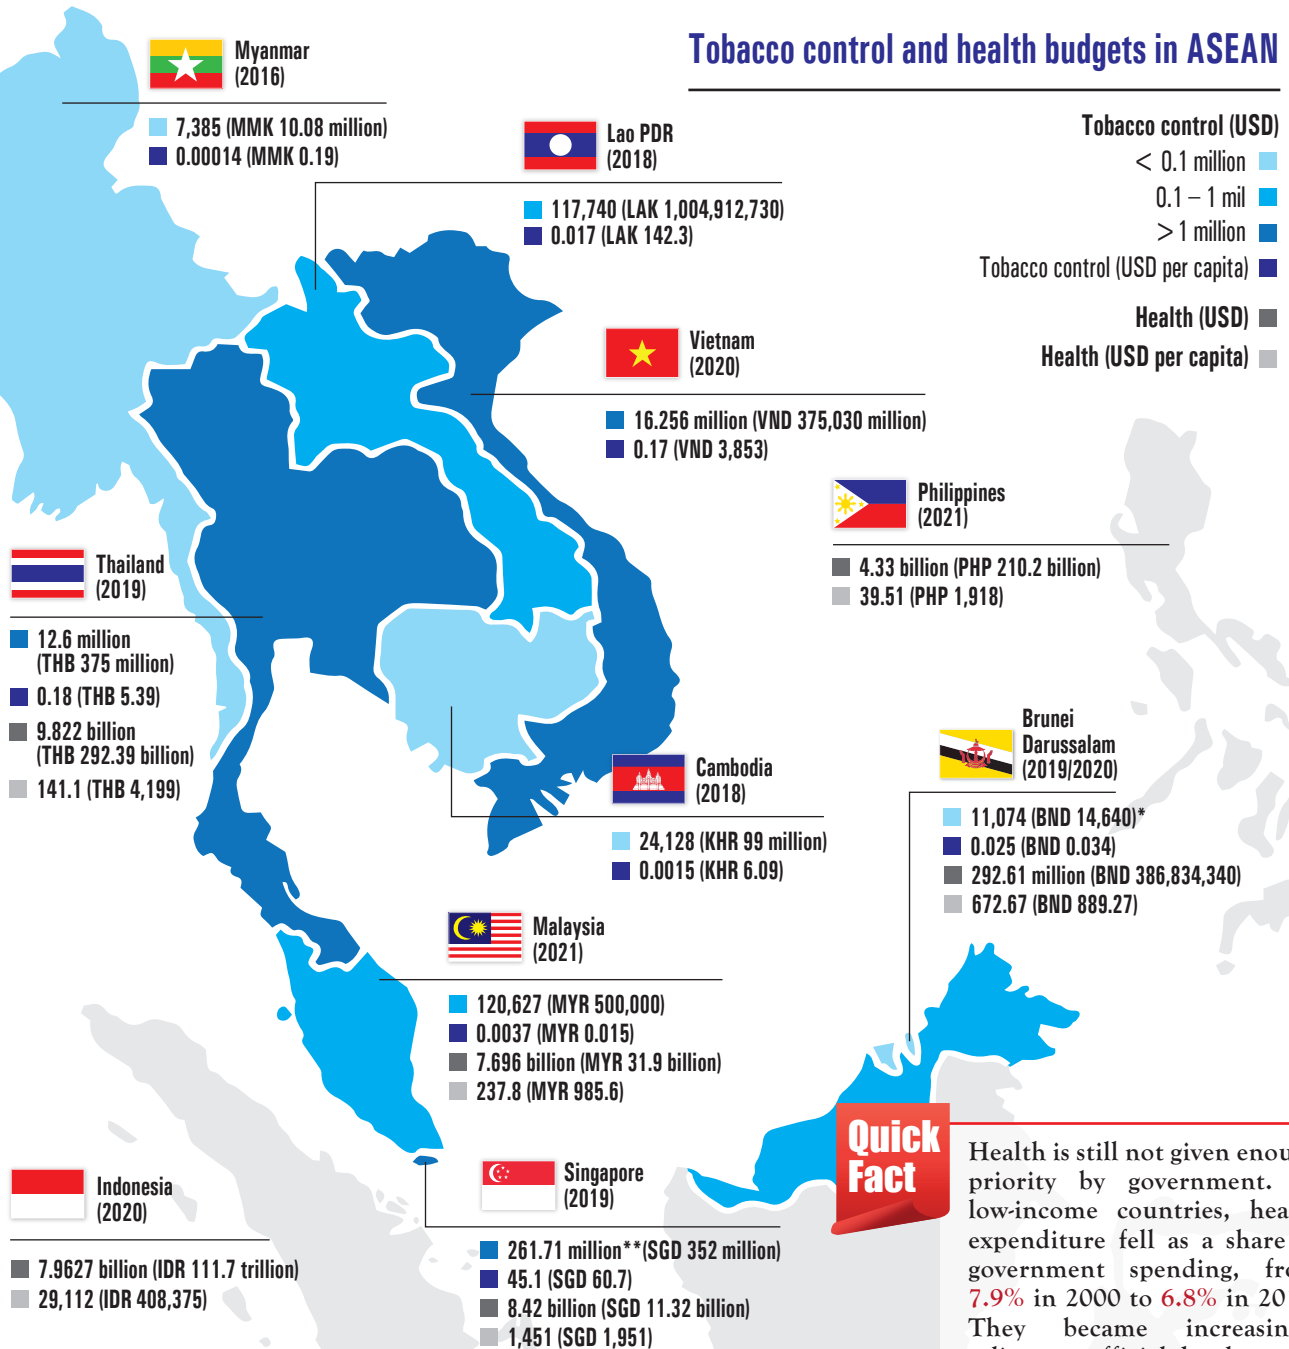 Tobacco control and health budgets in ASEAN
Tobacco control (USD)
< 0.1 million
0.1 – 1 mil
> 1 million
Tobacco control (USD per capita)
Health (USD)
Health (USD per capita)
Myanmar
(2016)
7,385 (MMK 10.08 million)
0.00014 (MMK 0.19)
Lao PDR
(2018)
117,740 (LAK 1,004,912,730)
0.017 (LAK 142.3)
Vietnam
(2020)
16.256 million (VND 375,030 million)
0.17 (VND 3,853)
Philippines
(2021)
4.33 billion (PHP 210.2 billion)
39.51 (PHP 1,918)
Thailand
(2019)
12.6 million
(THB 375 million)
0.18 (THB 5.39)
9.822 billion
(THB 292.39 billion)
141.1 (THB 4,199)
Cambodia
(2018)
24,128 (KHR 99 million)
0.0015 (KHR 6.09)
Brunei
Darussalam
(2019/2020)
11,074 (BND 14,640)*
0.025 (BND 0.034)
292.61 million (BND 386,834,340)
672.67 (BND 889.27)
Malaysia
(2021)
120,627 (MYR 500,000)
0.0037 (MYR 0.015)
7.696 billion (MYR 31.9 billion)
237.8 (MYR 985.6)
Indonesia
(2020)
7.9627 billion (IDR 111.7 trillion)
29,112 (IDR 408,375)
Singapore
(2019)
261.71 million**(SGD 352 million)
45.1 (SGD 60.7)
8.42 billion (SGD 11.32 billion)
1,451 (SGD 1,951)
Quick
Fact
Health is still not given
priority by government.
low-income countries,
expenditure fell as a share
government spending,
7.9% in 2000 to 6.8% in
They became